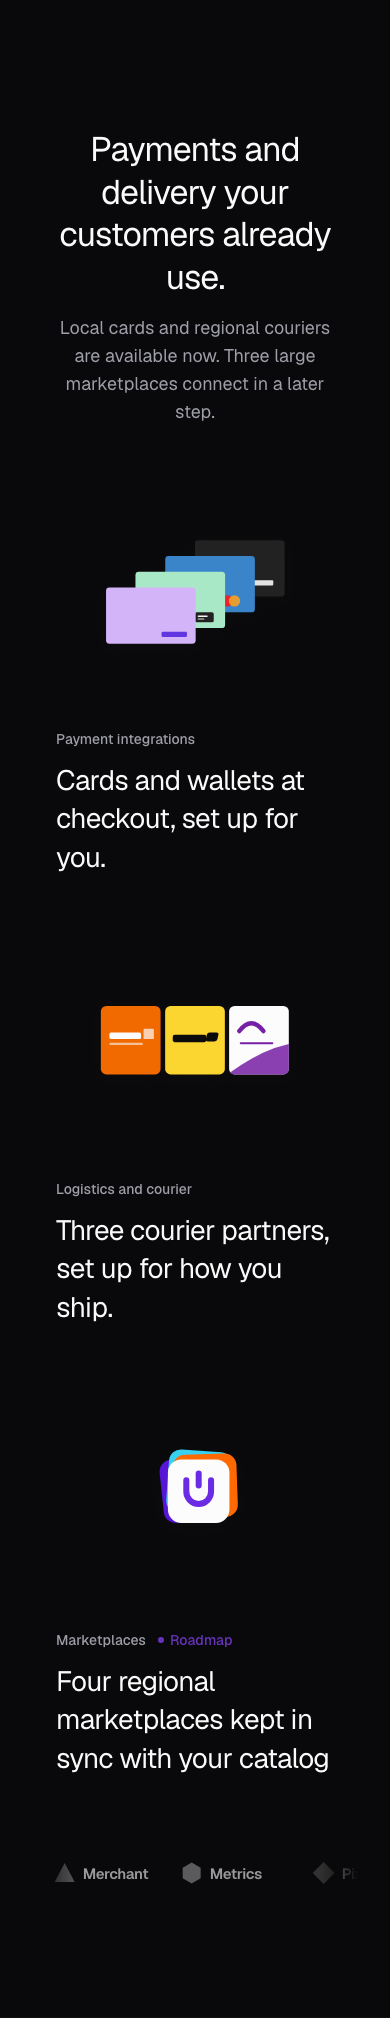 Payments and
delivery your
customers already
use.
Local cards and regional couriers
are available now. Three large
marketplaces connect in a later
step.
Payment integrations
Cards and wallets at
checkout, set up for
you.
Logistics and courier
Three courier partners,
set up for how you
ship.
Marketplaces • Roadmap
Four regional
marketplaces kept in
sync with your catalog
Merchant Metrics